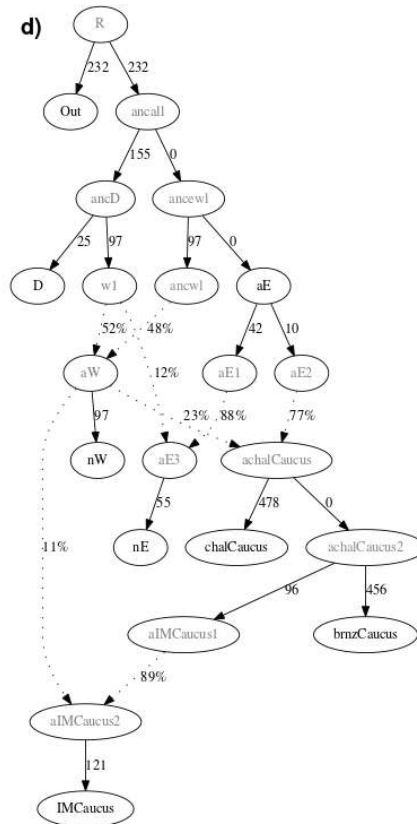 d)
R
232 232
Out ancall
155 0
ancD ancewl
25 97 97 0
D w1 ancwl aE
52% 48% 42 10
aW 12% aE1 aE2
23% 88% 77%
97
nW aE3 achalCaucus
55 478 0
11%
nE chalCaucus achalCaucus2
96 456
aIMCaucus1 brnzCaucus
89%
aIMCaucus2
121
IMCaucus